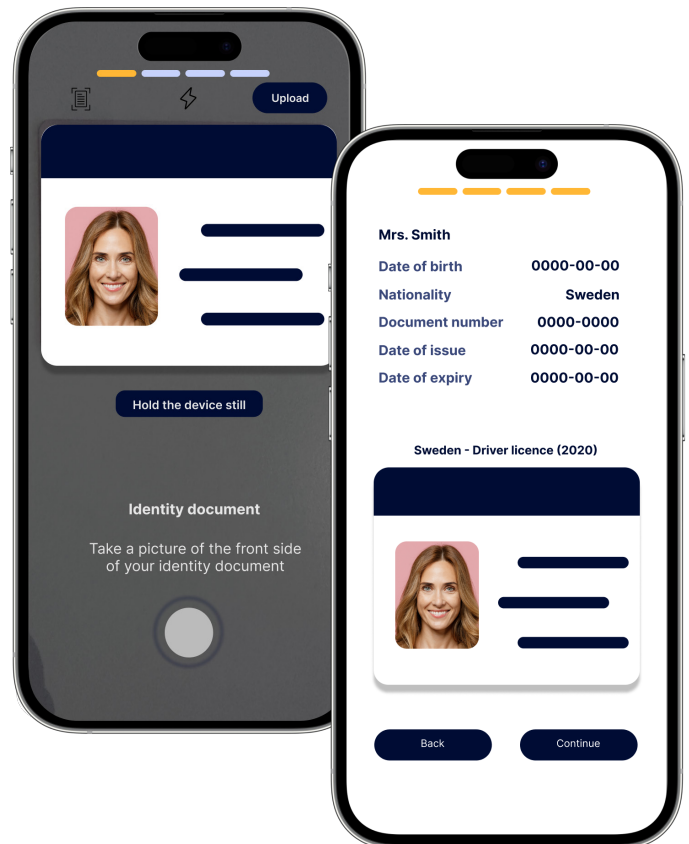 Upload
Hold the device still
Identity document
Take a picture of the front side
of your identity document
Mrs. Smith
Date of birth 0000-00-00
Nationality Sweden
Document number 0000-0000
Date of issue 0000-00-00
Date of expiry 0000-00-00
Sweden - Driver licence (2020)
Back Continue